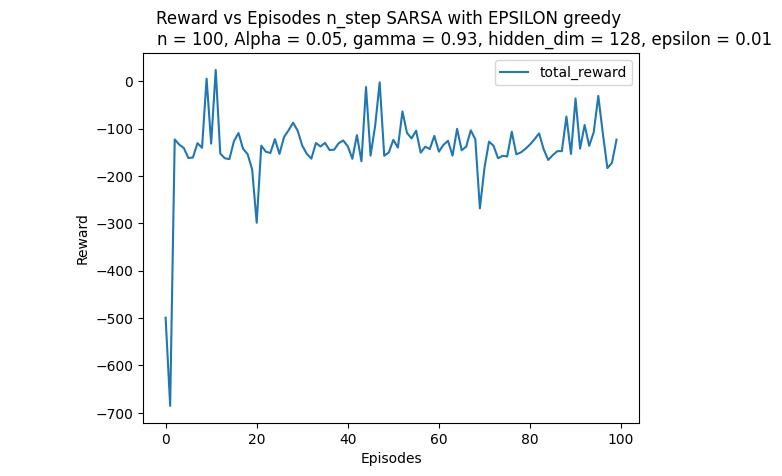 Reward vs Episodes n_step SARSA with EPSILON greedy
n = 100, Alpha = 0.05, gamma = 0.93, hidden_dim = 128, epsilon = 0.01
total_reward
0
−100
−200
−300
−400
−500
−600
−700
Reward
0 20 40 60 80 100
Episodes